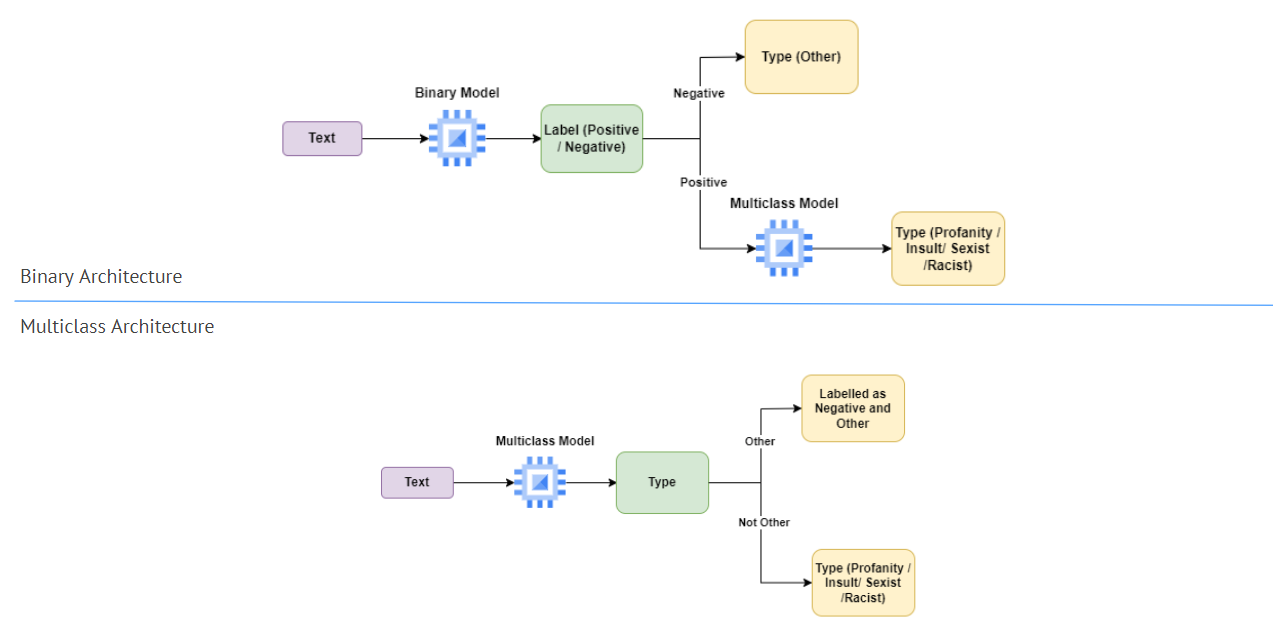 Binary Model
Text
Label (Positive
/ Negative)
Negative
Type (Other)
Positive
Multiclass Model
Type (Profanity /
Insult/ Sexist
/Racist)
Binary Architecture
Multiclass Architecture
Multiclass Model
Text
Type
Other
Labelled as
Negative and
Other
Not Other
Type (Profanity /
Insult/ Sexist
/Racist)